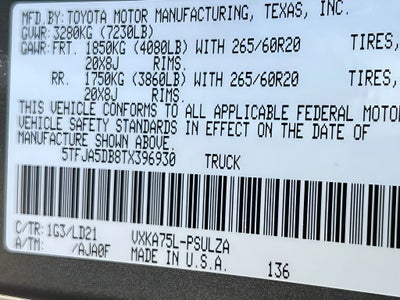 MFD.BY: TOYOTA MOTOR MANUFACTURING, TEXAS, INC.
GVWR: 3280KG (7230LB)
GAWR: FRT. 1850KG (4080LB) WITH 265/60R20 TIRES,
20X8J RIMS.
RR. 1750KG (3860LB) WITH 265/60R20 TIRES,
20X8J RIMS.
THIS VEHICLE CONFORMS TO ALL APPLICABLE FEDERAL MOTO
VEHICLE SAFETY STANDARDS IN EFFECT ON THE DATE OF
MANUFACTURE SHOWN ABOVE.
5TFJA5DB8TX396930 TRUCK
C/TR: 1G3/LD21 VXKA75L-PSULZA
A/TM: /AJA0F MADE IN U.S.A. 136